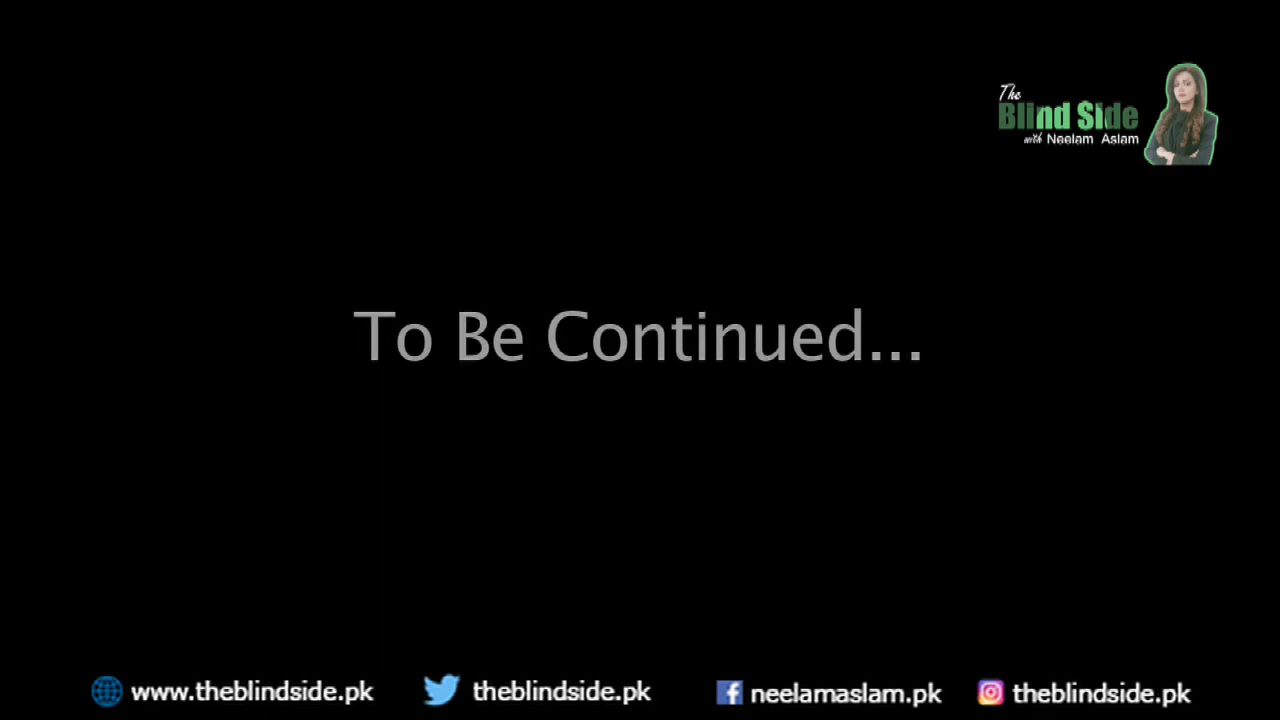 The
Blind Side
with Neelam Aslam
To Be Continued...
www.theblindside.pk
theblindside.pk
neelamaslam.pk
theblindside.pk